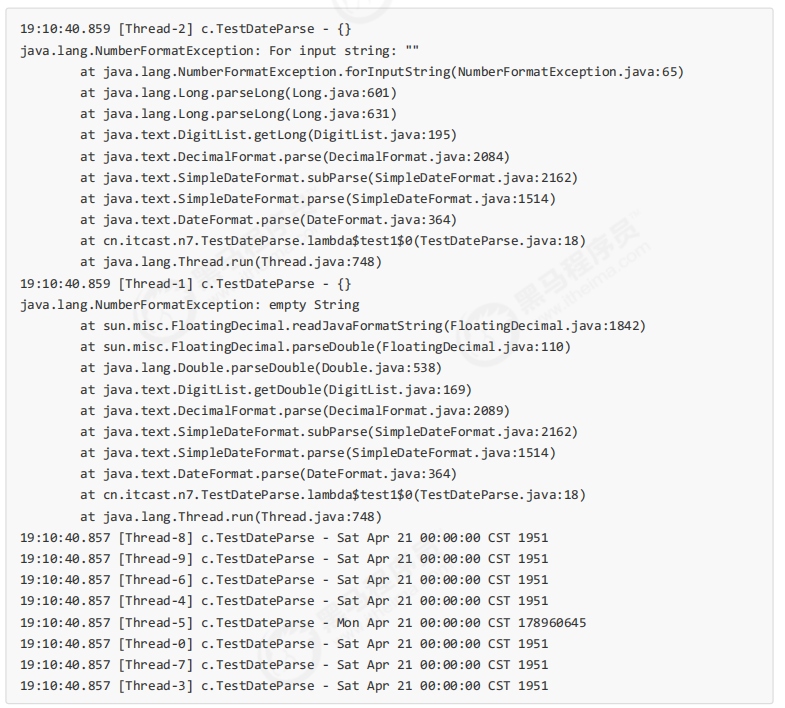 19:10:40.859 [Thread-2] c.TestDateParse - {}
java.lang.NumberFormatException: For input string: ""
        at java.lang.NumberFormatException.forInputString(NumberFormatException.java:65)
        at java.lang.Long.parseLong(Long.java:601)
        at java.lang.Long.parseLong(Long.java:631)
        at java.text.DigitList.getLong(DigitList.java:195)
        at java.text.DecimalFormat.parse(DecimalFormat.java:2084)
        at java.text.SimpleDateFormat.subParse(SimpleDateFormat.java:2162)
        at java.text.SimpleDateFormat.parse(SimpleDateFormat.java:1514)
        at java.text.DateFormat.parse(DateFormat.java:364)
        at cn.itcast.n7.TestDateParse.lambda$test1$0(TestDateParse.java:18)
        at java.lang.Thread.run(Thread.java:748)
19:10:40.859 [Thread-1] c.TestDateParse - {}
java.lang.NumberFormatException: empty String
        at sun.misc.FloatingDecimal.readJavaFormatString(FloatingDecimal.java:1842)
        at sun.misc.FloatingDecimal.parseDouble(FloatingDecimal.java:110)
        at java.lang.Double.parseDouble(Double.java:538)
        at java.text.DigitList.getDouble(DigitList.java:169)
        at java.text.DecimalFormat.parse(DecimalFormat.java:2089)
        at java.text.SimpleDateFormat.subParse(SimpleDateFormat.java:2162)
        at java.text.SimpleDateFormat.parse(SimpleDateFormat.java:1514)
        at java.text.DateFormat.parse(DateFormat.java:364)
        at cn.itcast.n7.TestDateParse.lambda$test1$0(TestDateParse.java:18)
        at java.lang.Thread.run(Thread.java:748)
19:10:40.857 [Thread-8] c.TestDateParse - Sat Apr 21 00:00:00 CST 1951
19:10:40.857 [Thread-9] c.TestDateParse - Sat Apr 21 00:00:00 CST 1951
19:10:40.857 [Thread-6] c.TestDateParse - Sat Apr 21 00:00:00 CST 1951
19:10:40.857 [Thread-4] c.TestDateParse - Sat Apr 21 00:00:00 CST 1951
19:10:40.857 [Thread-5] c.TestDateParse - Mon Apr 21 00:00:00 CST 178960645
19:10:40.857 [Thread-0] c.TestDateParse - Sat Apr 21 00:00:00 CST 1951
19:10:40.857 [Thread-7] c.TestDateParse - Sat Apr 21 00:00:00 CST 1951
19:10:40.857 [Thread-3] c.TestDateParse - Sat Apr 21 00:00:00 CST 1951
黑马程序员
www.itheima.com